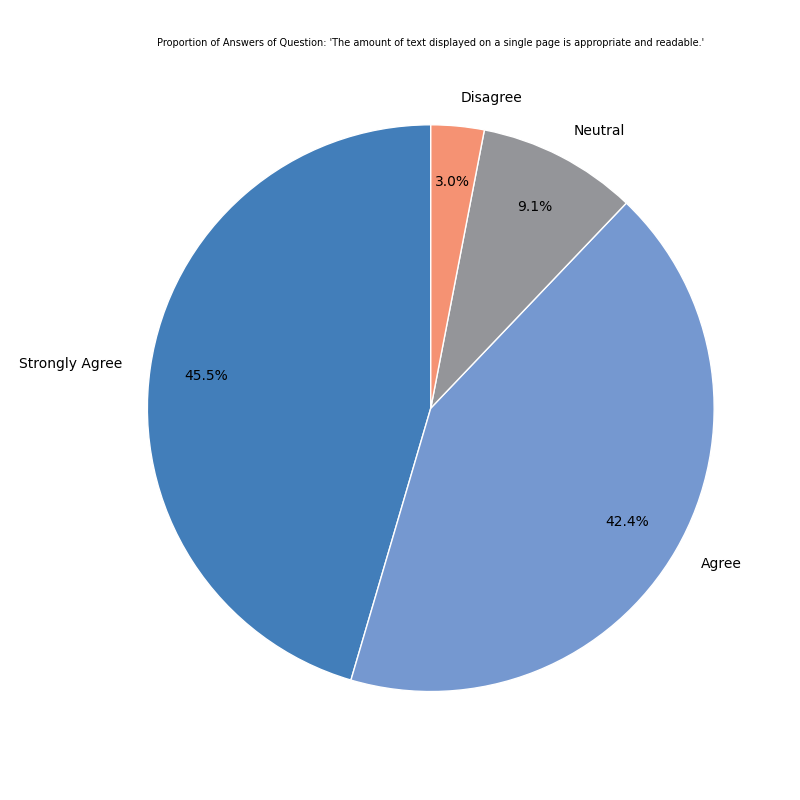 Proportion of Answers of Question: 'The amount of text displayed on a single page is appropriate and readable.'
Disagree
Neutral
3.0%
9.1%
Strongly Agree
45.5%
42.4%
Agree